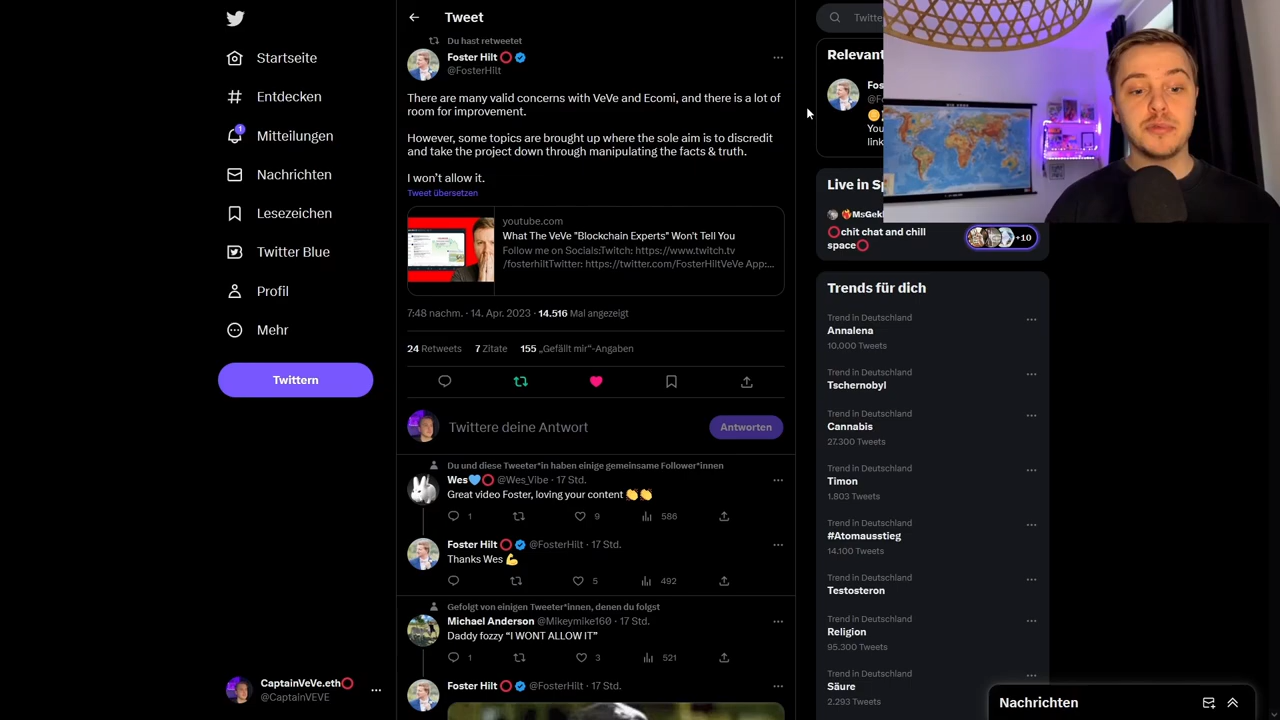 Tweet
Du hast retweetet
Foster Hilt
@FosterHilt
There are many valid concerns with VeVe and Ecomi, and there is a lot of
room for improvement.
However, some topics are brought up where the sole aim is to discredit
and take the project down through manipulating the facts & truth.
I won't allow it.
Tweet übersetzen
youtube.com
What The VeVe "Blockchain Experts" Won't Tell You
Follow me on Socials:Twitch: https://www.twitch.tv
/fosterhiltTwitter: https://twitter.com/FosterHiltVeVe App:...
7:48 nachm. · 14. Apr. 2023 · 14.516 Mal angezeigt
24 Retweets 7 Zitate 155 „Gefällt mir“-Angaben
Twittere deine Antwort
Antworten
Du und diese Tweeter*in haben einige gemeinsame Follower*innen
Wes💙⭕ @Wes_Vibe · 17 Std.
Great video Foster, loving your content 👏👏
1 9 586
Foster Hilt ⭕ @FosterHilt · 17 Std.
Thanks Wes 💪
5 492
Gefolgt von einigen Tweeter*innen, denen du folgst
Michael Anderson @Mikeymike160 · 17 Std.
Daddy fozzy “I WONT ALLOW IT”
1 3 521
Foster Hilt ⭕ @FosterHilt · 17 Std.
Startseite
Entdecken
1
Mitteilungen
Nachrichten
Lesezeichen
Twitter Blue
Profil
Mehr
Twittern
CaptainVeVe.eth⭕
@CaptainVEVE
Twitte
Relevan
Fos
@Fo
You
link
Live in Sp
MsGek
⭕chit chat and chill
space⭕
+10
Trends für dich
Trend in Deutschland
Annalena
10.000 Tweets
Trend in Deutschland
Tschernobyl
Trend in Deutschland
Cannabis
27.300 Tweets
Trend in Deutschland
Timon
1.803 Tweets
Trend in Deutschland
#Atomausstieg
14.100 Tweets
Trend in Deutschland
Testosteron
Trend in Deutschland
Religion
95.300 Tweets
Trend in Deutschland
Säure
2.293 Tweets
Nachrichten